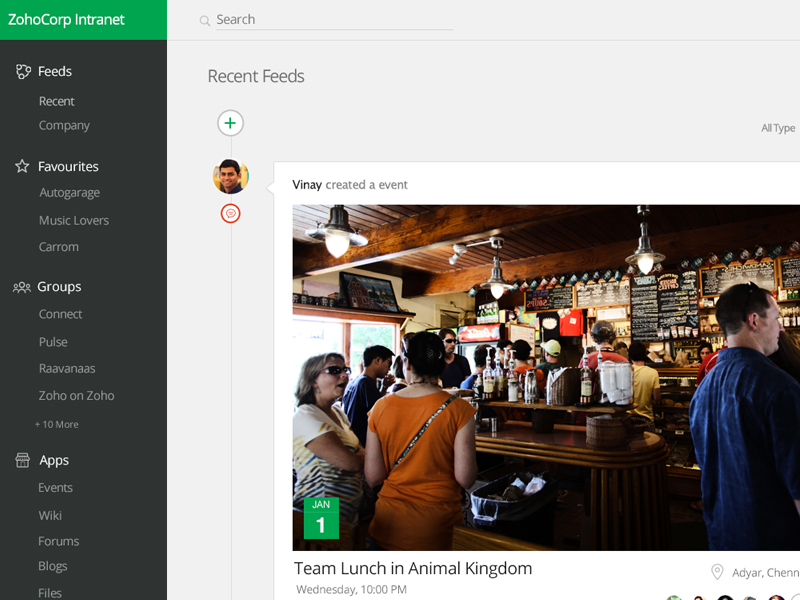 ZohoCorp Intranet
Search
Feeds
Recent
Company
Favourites
Autogarage
Music Lovers
Carrom
Groups
Connect
Pulse
Raavanaas
Zoho on Zoho
+ 10 More
Apps
Events
Wiki
Forums
Blogs
Files
Recent Feeds
All Type
Vinay created a event
JAN
1
Team Lunch in Animal Kingdom
Wednesday, 10:00 PM
Adyar, Chenn